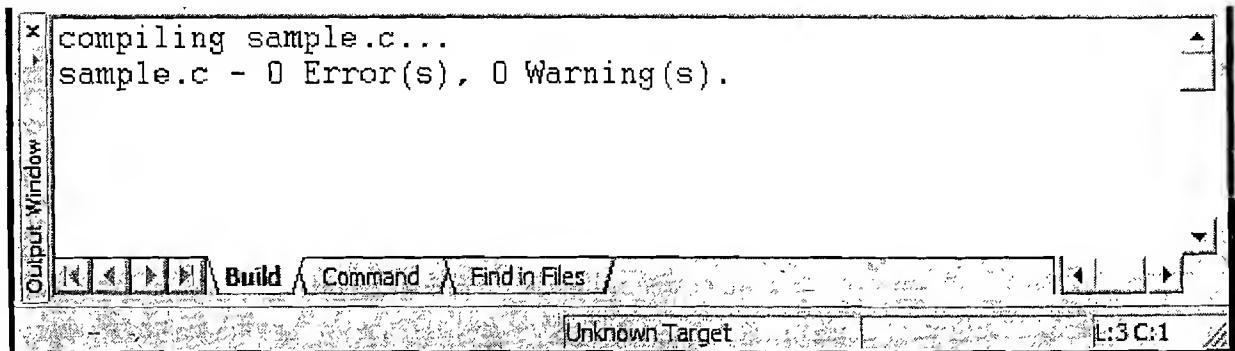 compiling sample.c...
sample.c - 0 Error(s), 0 Warning(s).
Output Window
Build Command Find in Files
Unknown Target L:3 C:1